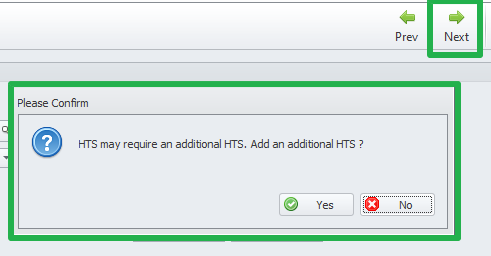 Prev Next
Please Confirm
HTS may require an additional HTS. Add an additional HTS ?
Yes No